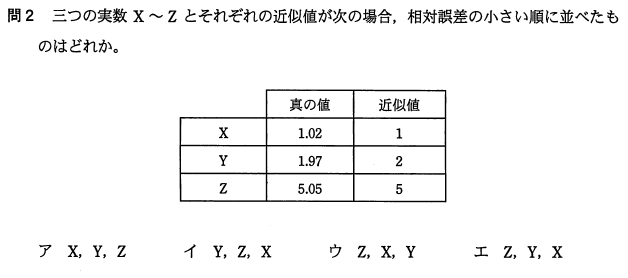 問2 三つの実数 X ~ Z とそれぞれの近似値が次の場合，相対誤差の小さい順に並べたも
のはどれか。
真の値 近似値
X 1.02 1
Y 1.97 2
Z 5.05 5
ア X，Y，Z イ Y，Z，X ウ Z，X，Y エ Z，Y，X